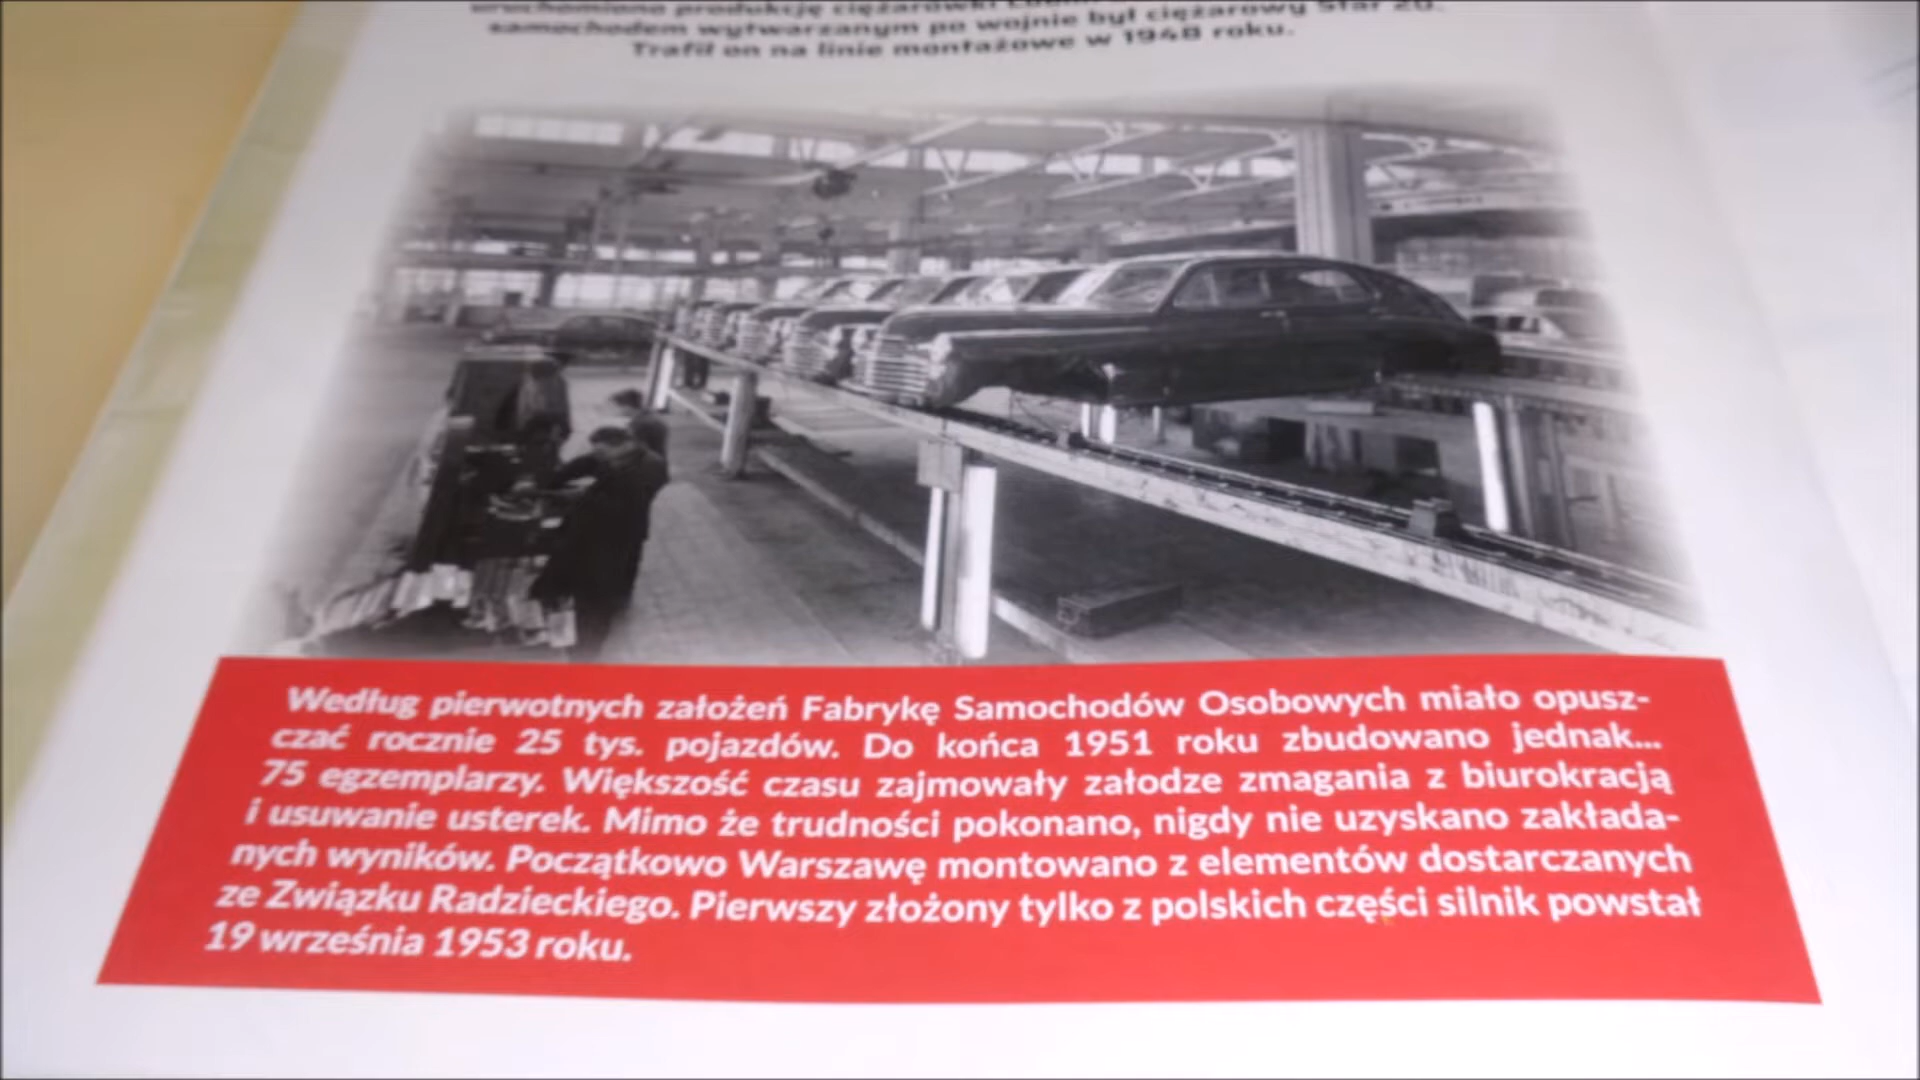 uruchomiono produkcję ciężarówki
samochodem wytwarzanym po wojnie był ciężarowy Star 20.
Trafił on na linie montażowe w 1948 roku.
Według pierwotnych założeń Fabrykę Samochodów Osobowych miało opusz-
czać rocznie 25 tys. pojazdów. Do końca 1951 roku zbudowano jednak...
75 egzemplarzy. Większość czasu zajmowały załodze zmagania z biurokracją
i usuwanie usterek. Mimo że trudności pokonano, nigdy nie uzyskano zakłada-
nych wyników. Początkowo Warszawę montowano z elementów dostarczanych
ze Związku Radzieckiego. Pierwszy złożony tylko z polskich części silnik powstał
19 września 1953 roku.